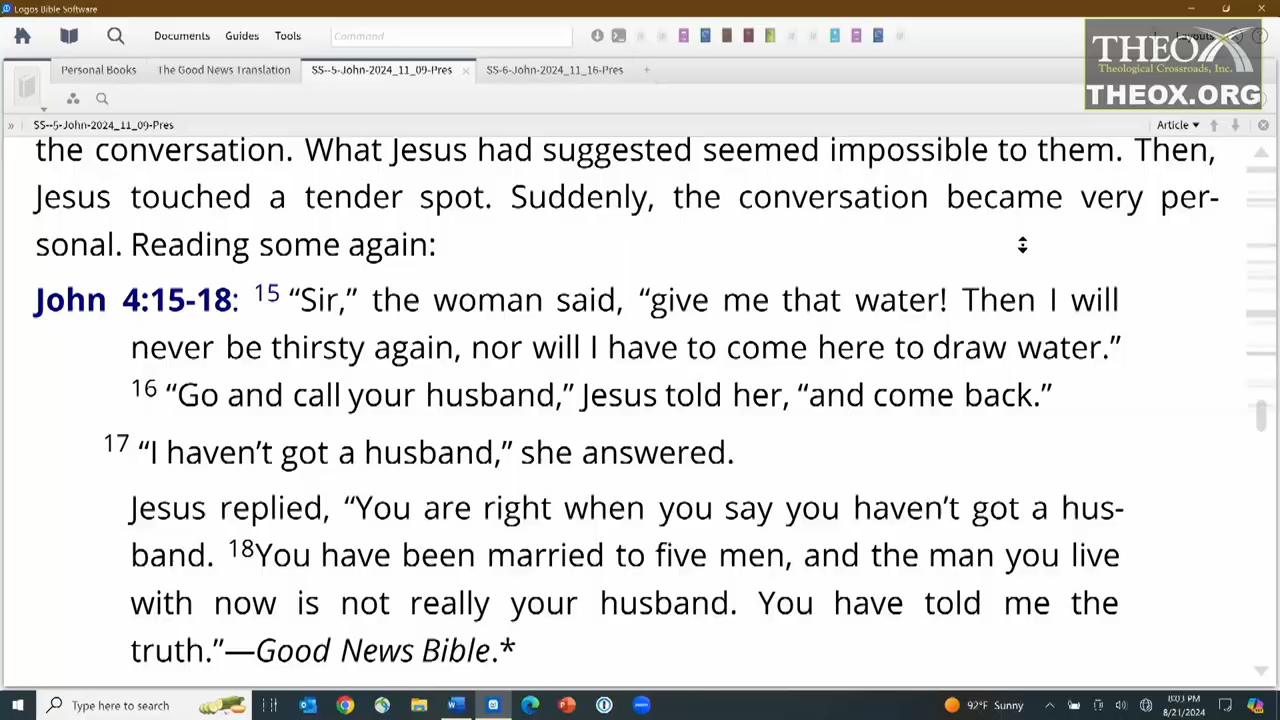 Logos Bible Software
Documents Guides Tools Command Layouts
THEOX
Theological Crossroads, Inc.
THEOX.ORG
Personal Books The Good News Translation SS--5-John-2024_11_09-Pres SS-6-John-2024_11_16-Pres
SS--5-John-2024_11_09-Pres Article
the conversation. What Jesus had suggested seemed impossible to them. Then,
Jesus touched a tender spot. Suddenly, the conversation became very per-
sonal. Reading some again:
John 4:15-18: 15 “Sir,” the woman said, “give me that water! Then I will
never be thirsty again, nor will I have to come here to draw water.”
16 “Go and call your husband,” Jesus told her, “and come back.”
17 “I haven’t got a husband,” she answered.
Jesus replied, “You are right when you say you haven’t got a hus-
band. 18You have been married to five men, and the man you live
with now is not really your husband. You have told me the
truth.”—Good News Bible.*
Type here to search 92°F Sunny 8:03 PM
8/21/2024